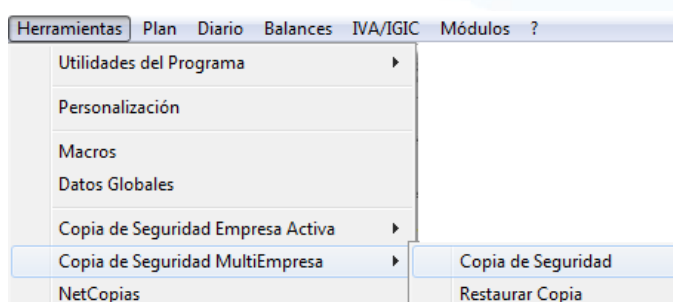 Herramientas Plan Diario Balances IVA/IGIC Módulos ?
Utilidades del Programa
Personalización
Macros
Datos Globales
Copia de Seguridad Empresa Activa
Copia de Seguridad MultiEmpresa Copia de Seguridad
NetCopias Restaurar Copia